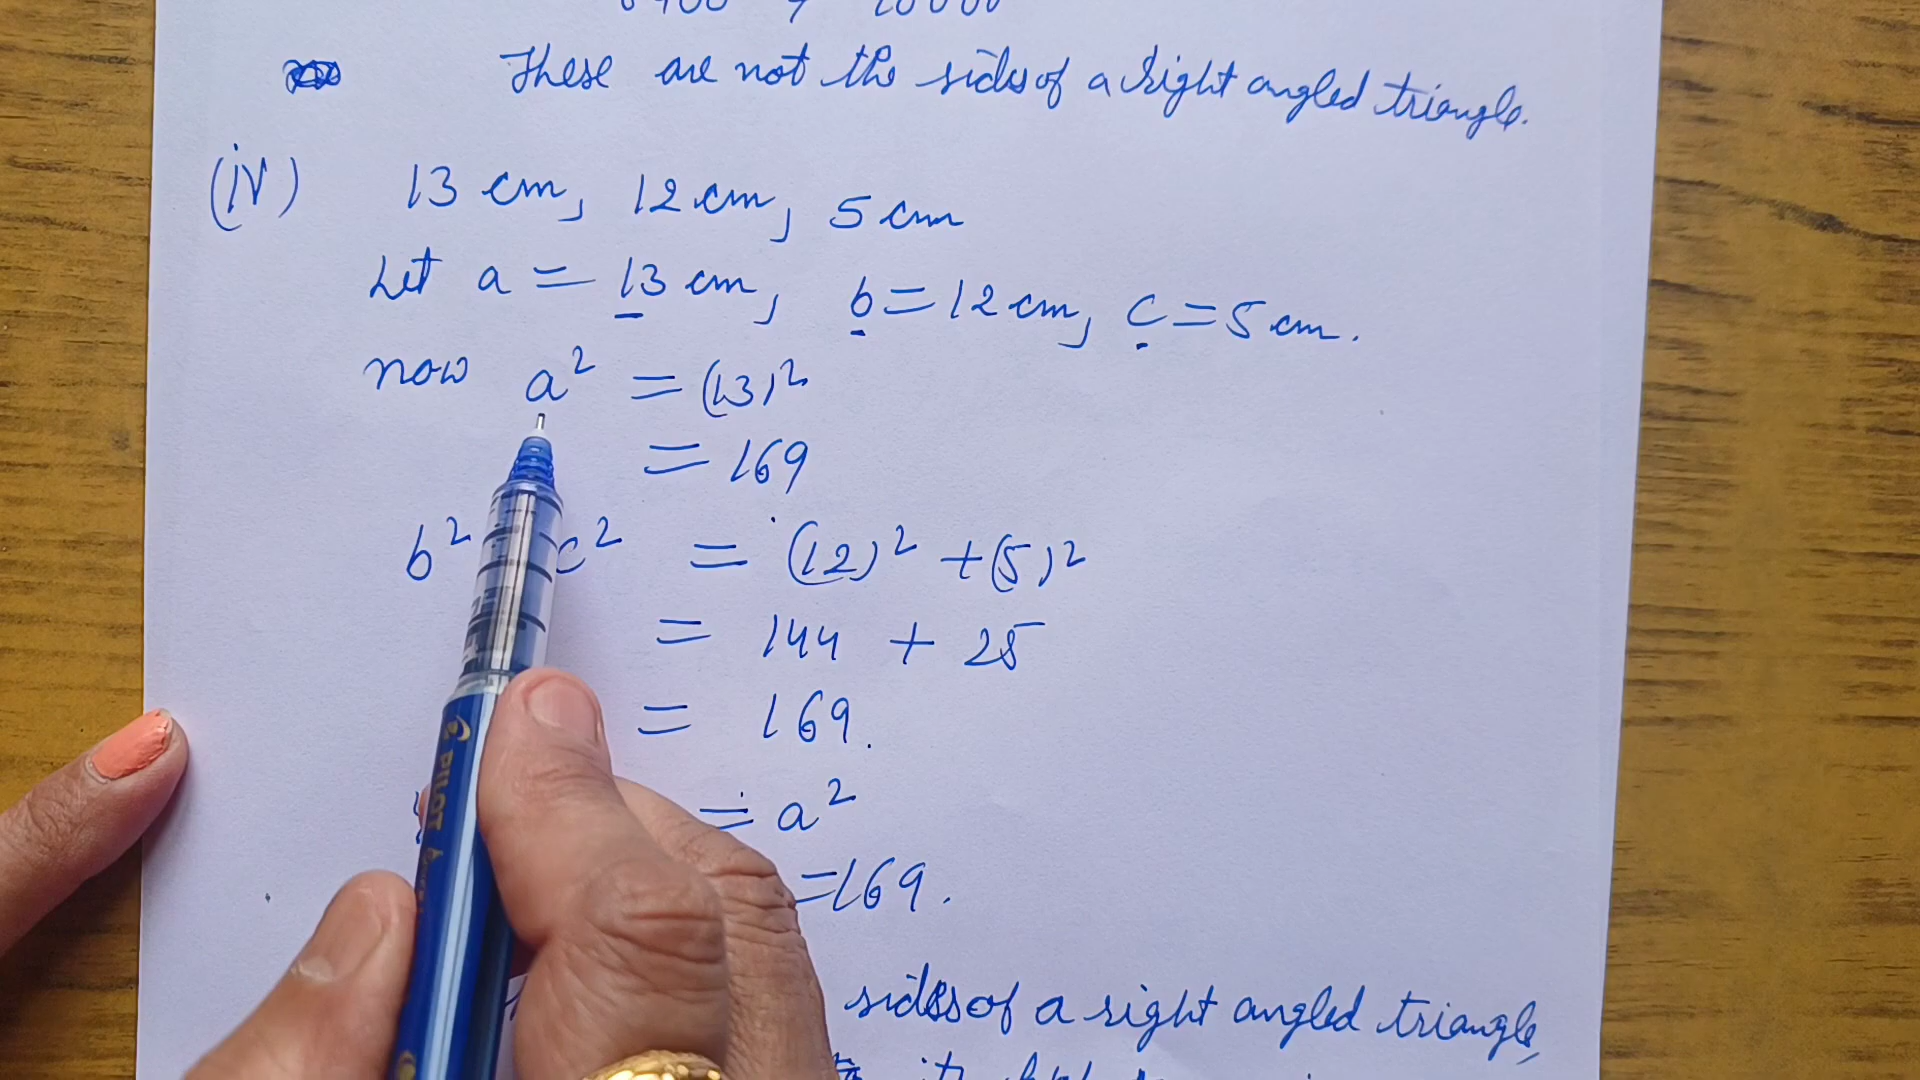 These are not the sides of a right angled triangle.
(iv) 13 cm, 12 cm, 5 cm
Let a = 13 cm, b = 12 cm, c = 5 cm.
now a² = (13)²
= 169
b² c² = (12)² + (5)²
= 144 + 25
= 169.
= a²
= 169.
sides of a right angled triangle,
PILOT